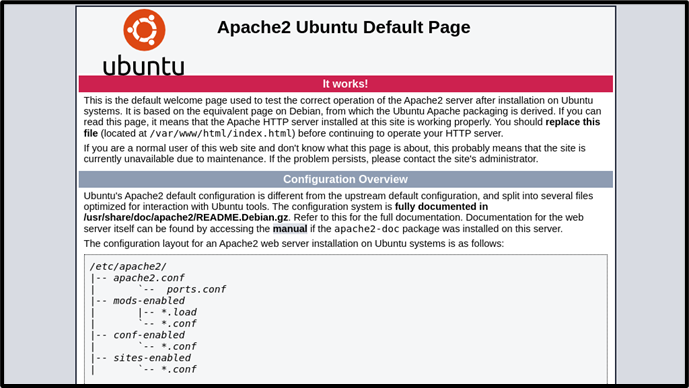 Apache2 Ubuntu Default Page
ubuntu
It works!
This is the default welcome page used to test the correct operation of the Apache2 server after installation on Ubuntu
systems. It is based on the equivalent page on Debian, from which the Ubuntu Apache packaging is derived. If you can
read this page, it means that the Apache HTTP server installed at this site is working properly. You should replace this
file (located at /var/www/html/index.html) before continuing to operate your HTTP server.
If you are a normal user of this web site and don't know what this page is about, this probably means that the site is
currently unavailable due to maintenance. If the problem persists, please contact the site's administrator.
Configuration Overview
Ubuntu's Apache2 default configuration is different from the upstream default configuration, and split into several files
optimized for interaction with Ubuntu tools. The configuration system is fully documented in
/usr/share/doc/apache2/README.Debian.gz. Refer to this for the full documentation. Documentation for the web
server itself can be found by accessing the manual if the apache2-doc package was installed on this server.
The configuration layout for an Apache2 web server installation on Ubuntu systems is as follows:
/etc/apache2/
|-- apache2.conf
|       `--  ports.conf
|-- mods-enabled
|       |-- *.load
|       `-- *.conf
|-- conf-enabled
|       `-- *.conf
|-- sites-enabled
|       `-- *.conf